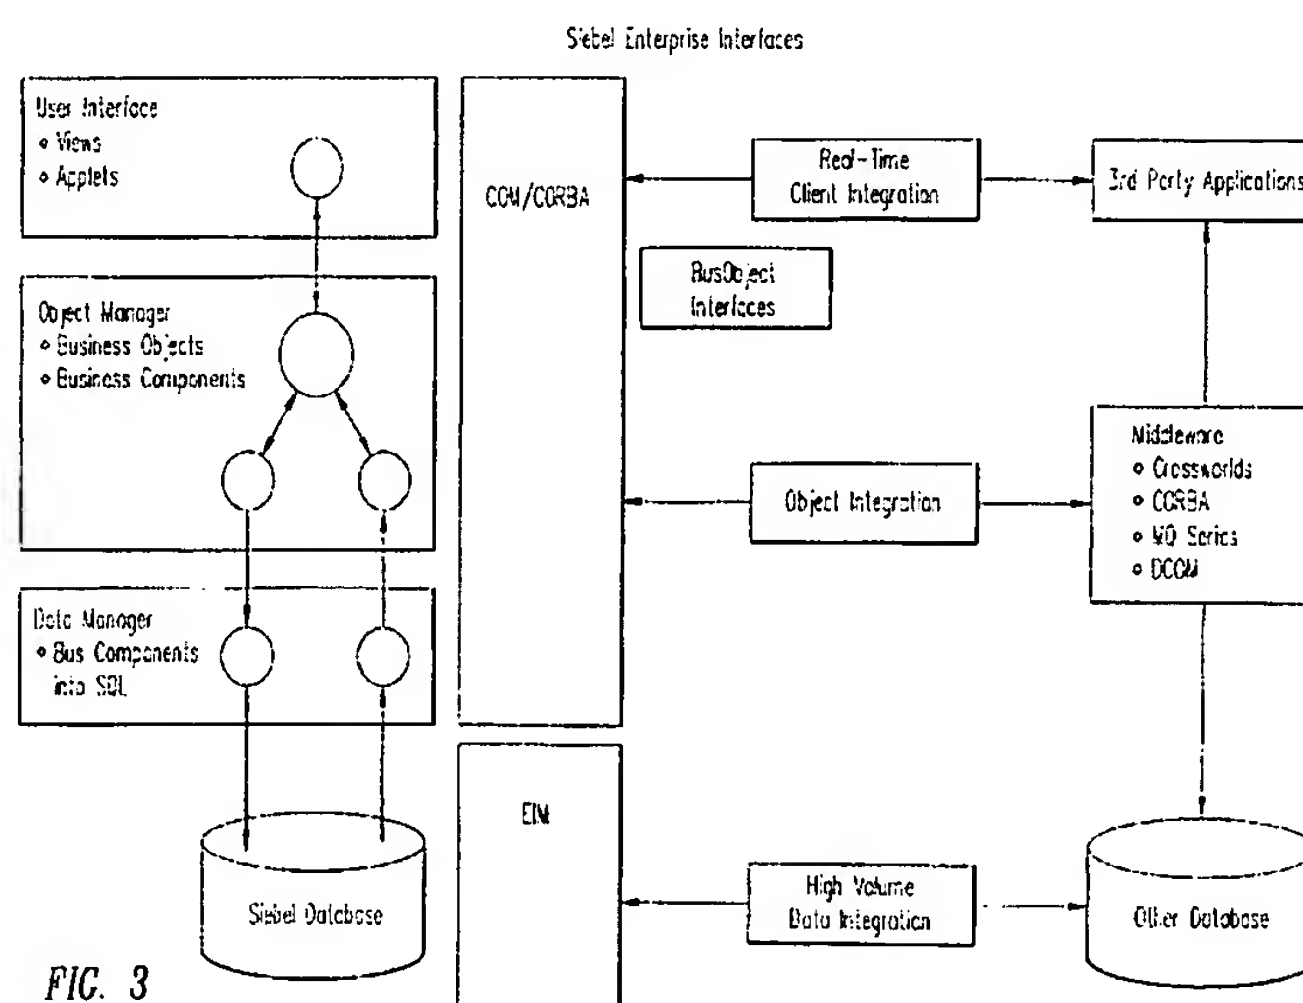 Siebel Enterprise Interfaces
User Interface
• Views
• Applets
Object Manager
• Business Objects
• Business Components
Data Manager
• Bus Components
into SQL
Siebel Database
COM/CORBA
EIM
Real-Time
Client Integration
BusObject
Interfaces
Object Integration
High Volume
Data Integration
3rd Party Applications
Middleware
• Crossworlds
• CORBA
• MQ Series
• DCOM
Other Database
FIG. 3